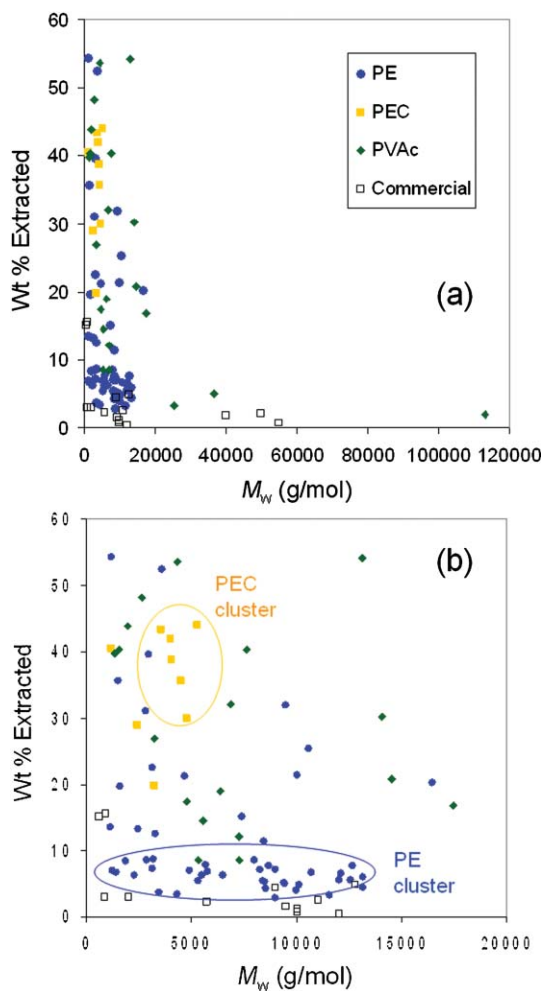 60
50
40
30
20
10
0
Wt % Extracted
PE
PEC
PVAc
Commercial
(a)
0 20000 40000 60000 80000 100000 120000
Mw (g/mol)
60
50
40
30
20
10
0
Wt % Extracted
(b)
PEC
cluster
PE
cluster
0 5000 10000 15000 20000
Mw (g/mol)